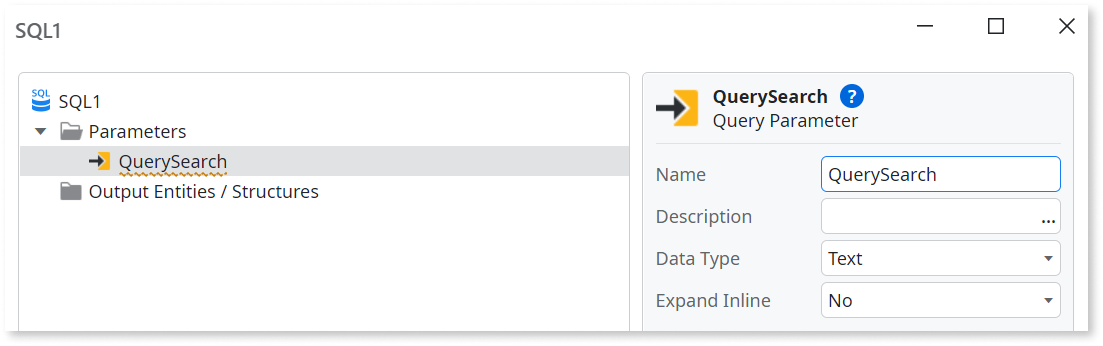 SQL1
SQL
SQL1
Parameters
QuerySearch
Output Entities / Structures
QuerySearch ?
Query Parameter
Name QuerySearch
Description ...
Data Type Text
Expand Inline No